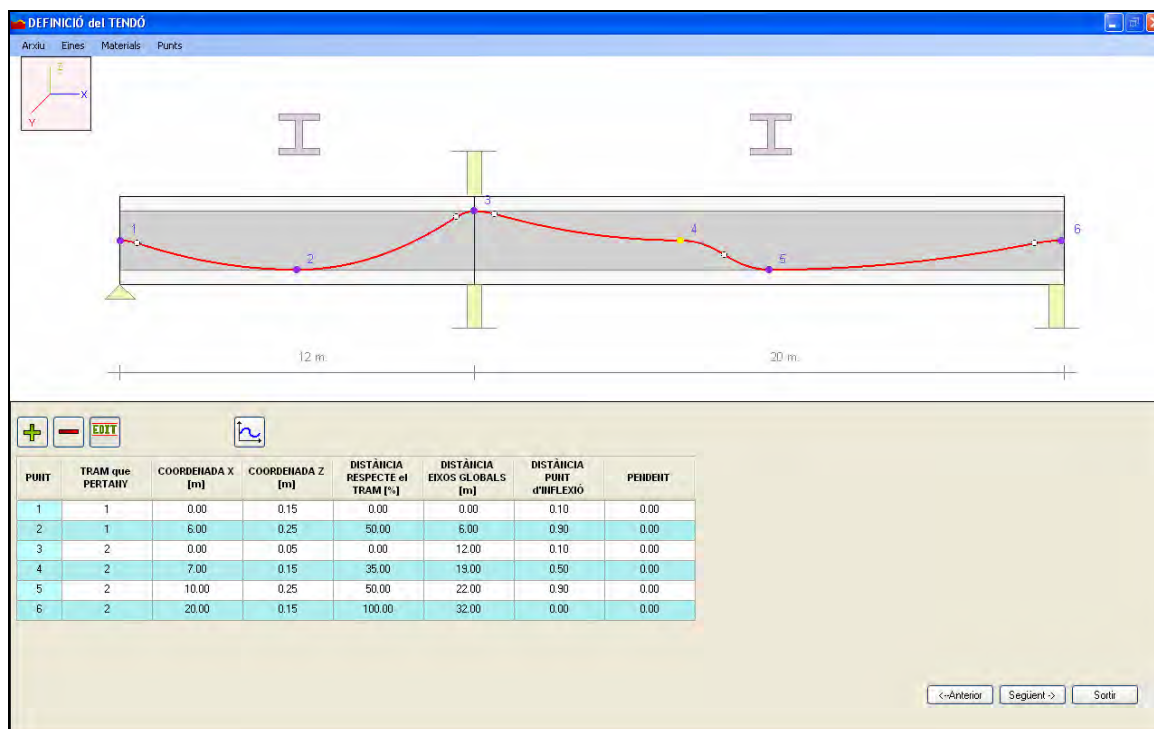 DEFINICIÓ del TENDÓ
Arxiu Eines Materials Punts
Z
X
Y
1
2
3
4
5
6
12 m.
20 m.
EDIT
PUNT TRAM que PERTANY COORDENADA X [m] COORDENADA Z [m] DISTÀNCIA RESPECTE el TRAM [%] DISTÀNCIA EIXOS GLOBALS [m] DISTÀNCIA PUNT d'INFLEXIÓ PENDENT
1 1 0.00 0.15 0.00 0.00 0.10 0.00
2 1 6.00 0.25 50.00 6.00 0.90 0.00
3 2 0.00 0.05 0.00 12.00 0.10 0.00
4 2 7.00 0.15 35.00 19.00 0.50 0.00
5 2 10.00 0.25 50.00 22.00 0.90 0.00
6 2 20.00 0.15 100.00 32.00 0.00 0.00
<--Anterior Següent -> Sortir